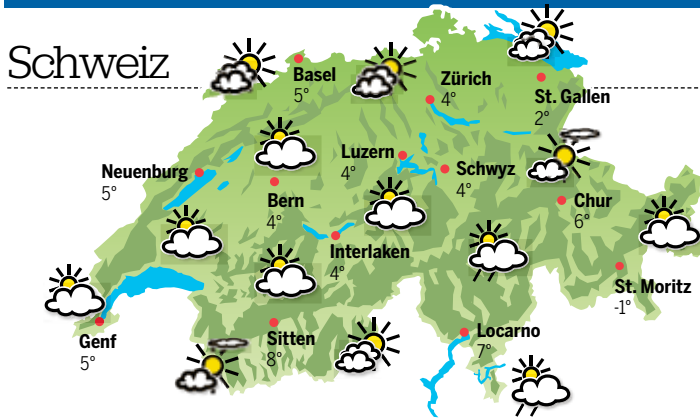 Schweiz
Basel
5°
Zürich
4°
St. Gallen
2°
Neuenburg
5°
Luzern
4°
Schwyz
4°
Bern
4°
Chur
6°
Interlaken
4°
St. Moritz
-1°
Genf
5°
Sitten
8°
Locarno
7°